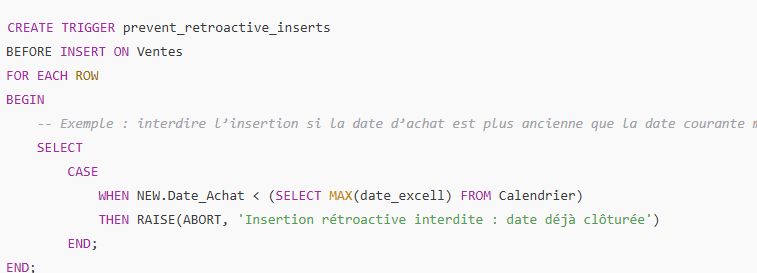 CREATE TRIGGER prevent_retroactive_inserts
BEFORE INSERT ON Ventes
FOR EACH ROW
BEGIN
    -- Exemple : interdire l’insertion si la date d’achat est plus ancienne que la date courante
    SELECT
        CASE
            WHEN NEW.Date_Achat < (SELECT MAX(date_excell) FROM Calendrier)
            THEN RAISE(ABORT, 'Insertion rétroactive interdite : date déjà clôturée')
        END;
END;